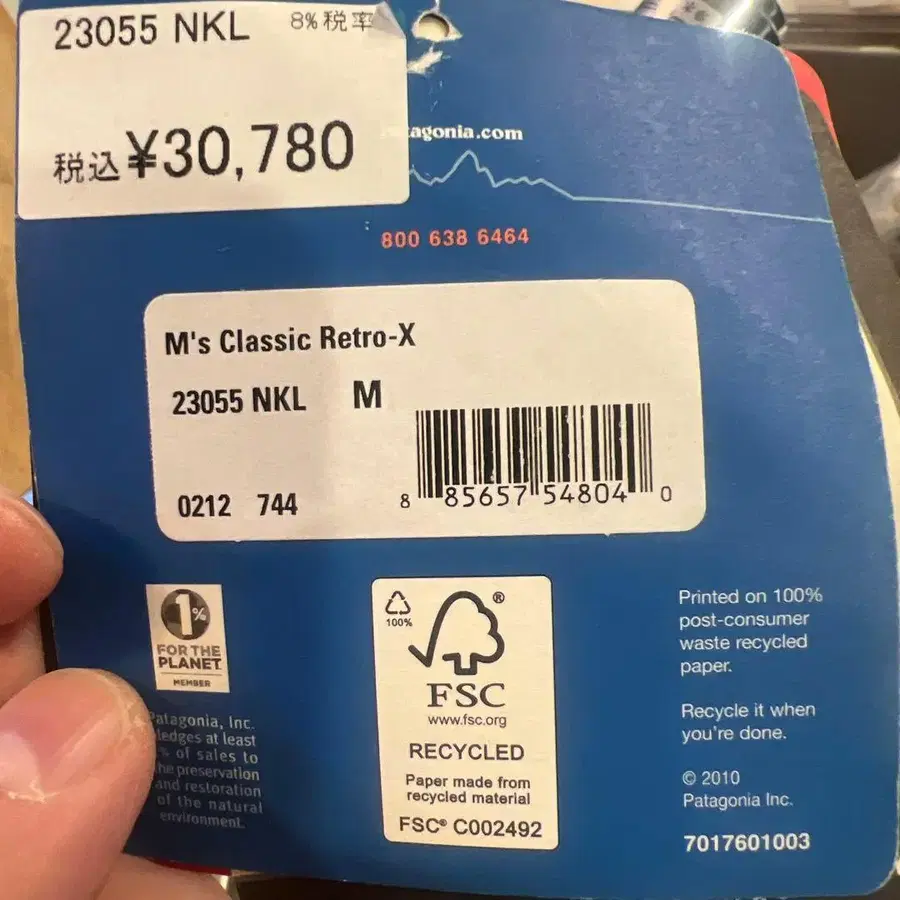 23055 NKL 8%税率
税込 ¥30,780
tagonia.com
800 638 6464
M's Classic Retro-X
23055 NKL M
0212 744
8 85657 54804 0
1%
FOR THE
PLANET
MEMBER
Patagonia, Inc.
pledges at least
% of sales to
the preservation
and restoration
of the natural
environment.
100%
®
FSC
www.fsc.org
RECYCLED
Paper made from
recycled material
FSC® C002492
Printed on 100%
post-consumer
waste recycled
paper.
Recycle it when
you're done.
© 2010
Patagonia Inc.
7017601003